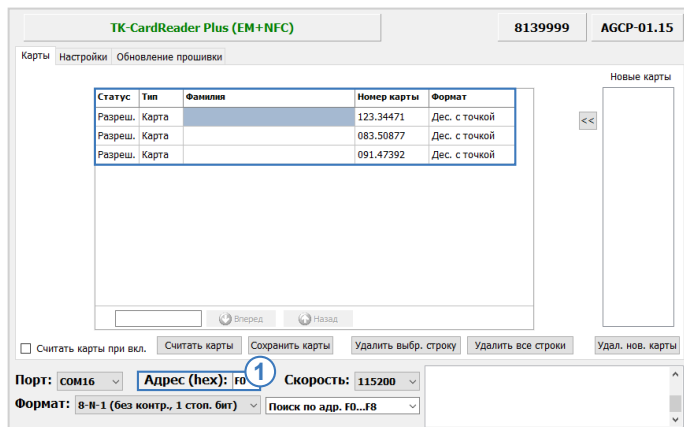 TK-CardReader Plus (EM+NFC) 8139999 AGCP-01.15
Карты Настройки Обновление прошивки
Новые карты
Статус Тип Фамилия Номер карты Формат
Разреш. Карта 123.34471 Дес. с точкой
Разреш. Карта 083.50877 Дес. с точкой
Разреш. Карта 091.47392 Дес. с точкой
<<
Вперед Назад
Считать карты при вкл. Считать карты Сохранить карты Удалить выбр. строку Удалить все строки Удал. нов. карты
Порт: COM16 Адрес (hex): F0 1 Скорость: 115200
Формат: 8-N-1 (без контр., 1 стоп. бит) Поиск по адр. F0...F8